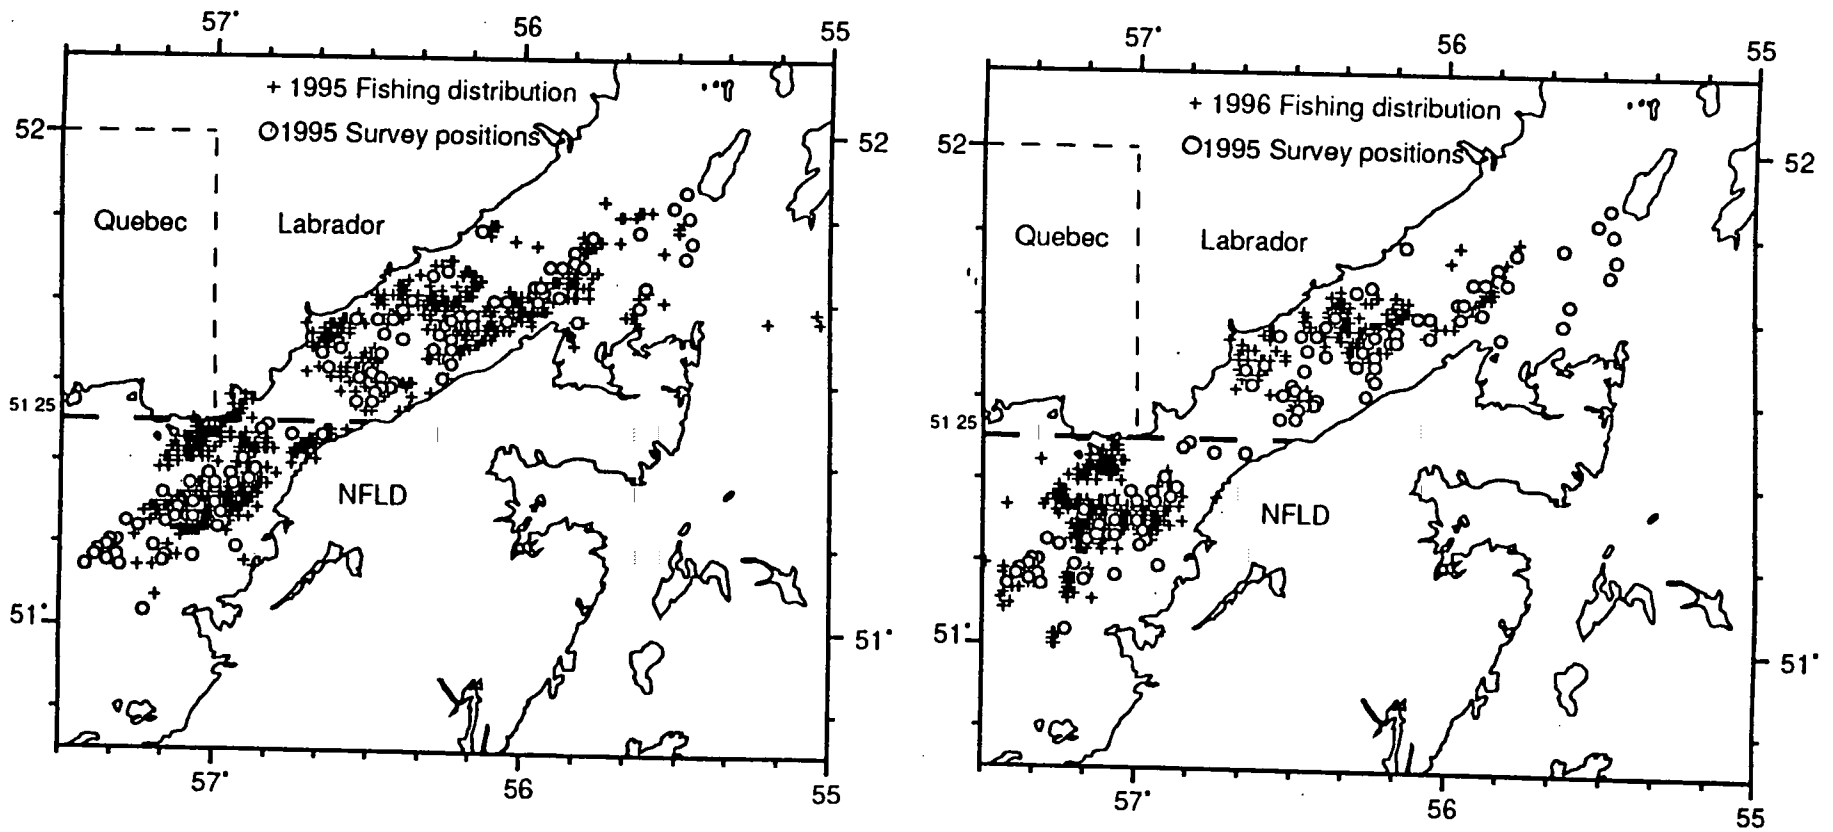 57° 56 55
+ 1995 Fishing distribution
O 1995 Survey positions
52 52
Quebec Labrador
51 25
NFLD
51° 51°
57° 56 55
57° 56 55
+ 1996 Fishing distribution
O 1995 Survey positions
52 52
Quebec Labrador
51 25
NFLD
51° 51°
57° 56 55